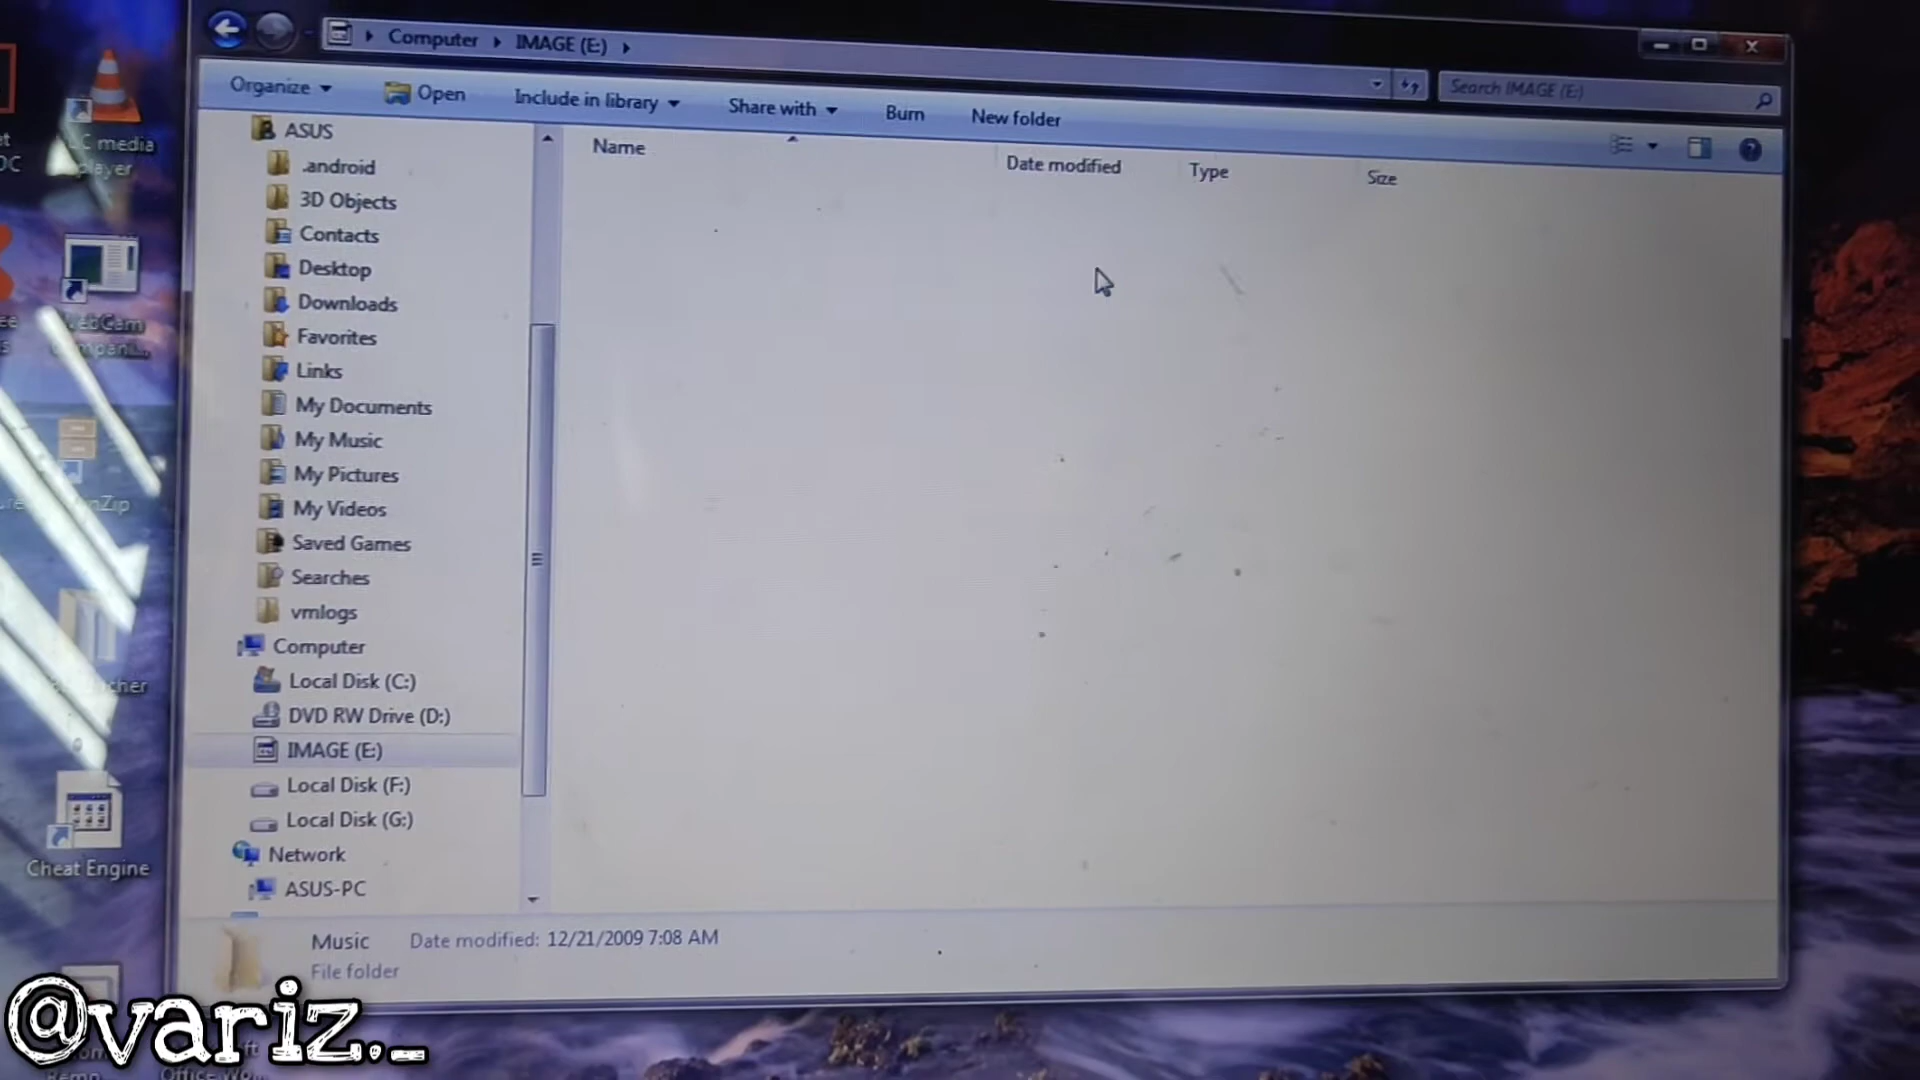 Computer
IMAGE (E:)
Search IMAGE (E:)
Organize
Open
Include in library
Share with
Burn
New folder
Name
Date modified
Type
Size
ASUS
.android
3D Objects
Contacts
Desktop
Downloads
Favorites
Links
My Documents
My Music
My Pictures
My Videos
Saved Games
Searches
vmlogs
Computer
Local Disk (C:)
DVD RW Drive (D:)
IMAGE (E:)
Local Disk (F:)
Local Disk (G:)
Network
ASUS-PC
Music
Date modified: 12/21/2009 7:08 AM
File folder
media
player
Cheat Engine
@variz._